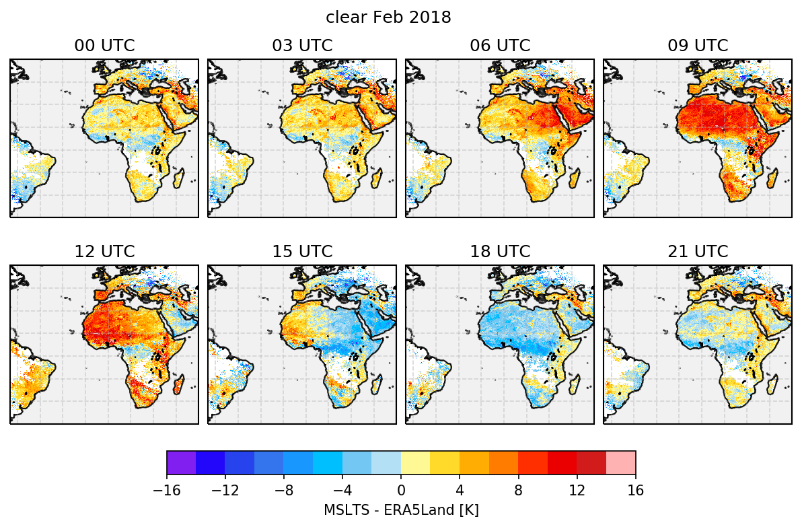 clear Feb 2018
00 UTC
03 UTC
06 UTC
09 UTC
12 UTC
15 UTC
18 UTC
21 UTC
−16 −12 −8 −4 0 4 8 12 16
MSLTS - ERA5Land [K]